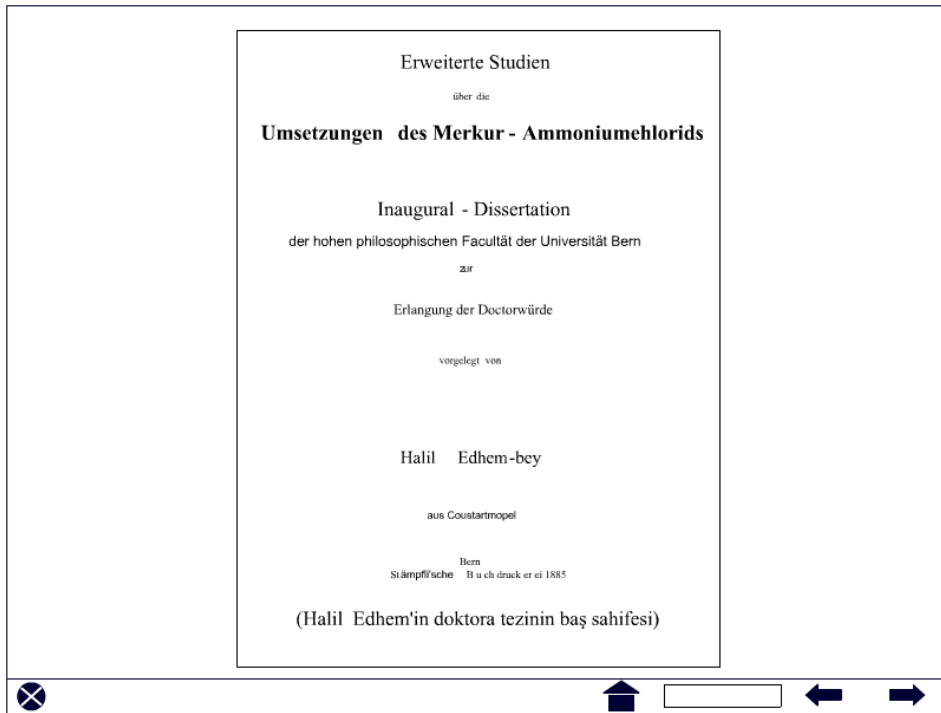 Erweiterte Studien
über die
Umsetzungen des Merkur - Ammoniumehlorids
Inaugural - Dissertation
der hohen philosophischen Facultät der Universität Bern
zur
Erlangung der Doctorwürde
vorgelegt von
Halil Edhem-bey
aus Coustartmopel
Bern
Stämpfli'sche B u ch druck er ei 1885
(Halil Edhem'in doktora tezinin baş sahifesi)